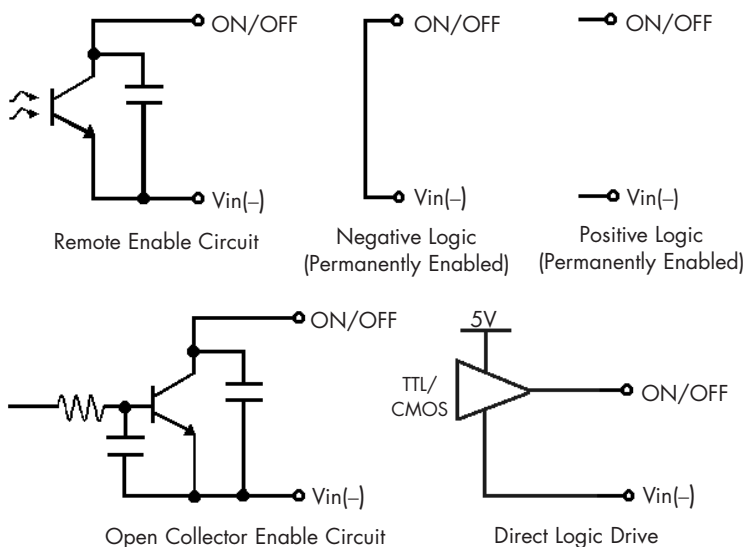 ON/OFF
Vin(–)
Remote Enable Circuit
ON/OFF
Vin(–)
Negative Logic
(Permanently Enabled)
ON/OFF
Vin(–)
Positive Logic
(Permanently Enabled)
ON/OFF
Vin(–)
Open Collector Enable Circuit
5V
TTL/
CMOS
ON/OFF
Vin(–)
Direct Logic Drive